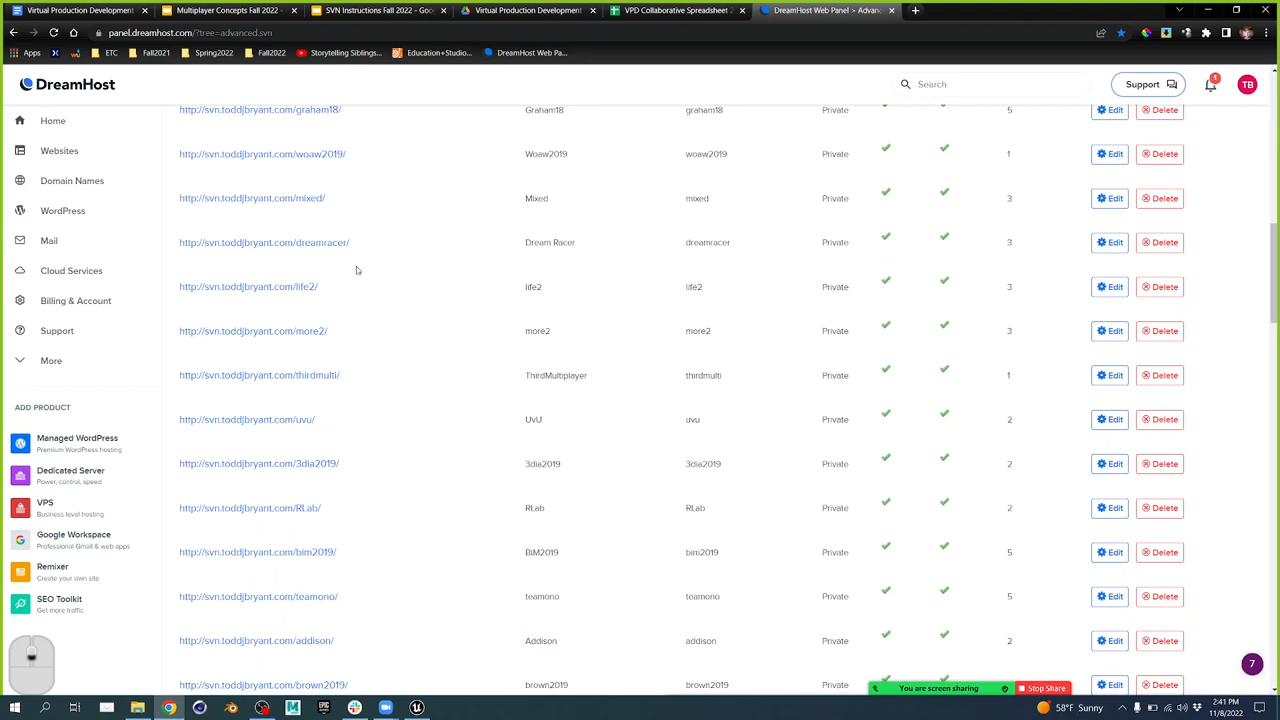 Virtual Production Development
Multiplayer Concepts Fall 2022 -
SVN Instructions Fall 2022 - Goo
Virtual Production Development
VPD Collaborative Spreadsheet 2
DreamHost Web Panel > Advan
panel.dreamhost.com/?tree=advanced.svn
Apps
ETC
Fall2021
Spring2022
Fall2022
Storytelling Siblings...
Education+Studio...
DreamHost Web Pa...
DreamHost
Search
Support
1
TB
Home
Websites
Domain Names
WordPress
Mail
Cloud Services
Billing & Account
Support
More
ADD PRODUCT
Managed WordPress
Premium WordPress hosting
Dedicated Server
Power, control, speed
VPS
Business level hosting
Google Workspace
Professional Gmail & web apps
Remixer
Create your own site
SEO Toolkit
Get more traffic
http://svn.toddjbryant.com/graham18/ Graham18 graham18 Private 5 Edit Delete
http://svn.toddjbryant.com/woaw2019/ Woaw2019 woaw2019 Private 1 Edit Delete
http://svn.toddjbryant.com/mixed/ Mixed mixed Private 3 Edit Delete
http://svn.toddjbryant.com/dreamracer/ Dream Racer dreamracer Private 3 Edit Delete
http://svn.toddjbryant.com/life2/ life2 life2 Private 3 Edit Delete
http://svn.toddjbryant.com/more2/ more2 more2 Private 3 Edit Delete
http://svn.toddjbryant.com/thirdmulti/ ThirdMultiplayer thirdmulti Private 1 Edit Delete
http://svn.toddjbryant.com/uvu/ UvU uvu Private 2 Edit Delete
http://svn.toddjbryant.com/3dia2019/ 3dia2019 3dia2019 Private 2 Edit Delete
http://svn.toddjbryant.com/RLab/ RLab RLab Private 2 Edit Delete
http://svn.toddjbryant.com/bim2019/ BiM2019 bim2019 Private 5 Edit Delete
http://svn.toddjbryant.com/teamono/ teamono teamono Private 5 Edit Delete
http://svn.toddjbryant.com/addison/ Addison addison Private 2 Edit Delete
http://svn.toddjbryant.com/brown2019/ brown2019 brown2019 Private 5 Edit Delete
7
You are screen sharing
Stop Share
58°F Sunny
2:41 PM
11/8/2022